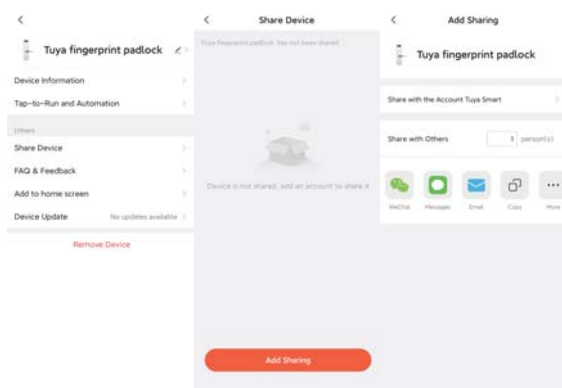 Tuya fingerprint padlock
Device Information
Tap-to-Run and Automation
Others
Share Device
FAQ & Feedback
Add to home screen
Device Update
No updates available
Remove Device
Share Device
Tuya fingerprint padlock has not been shared
Device is not shared, add an account to share it
Add Sharing
Add Sharing
Tuya fingerprint padlock
Share with the Account Tuya Smart
Share with Others
1 person(s)
WeChat
Messages
Email
Copy
More